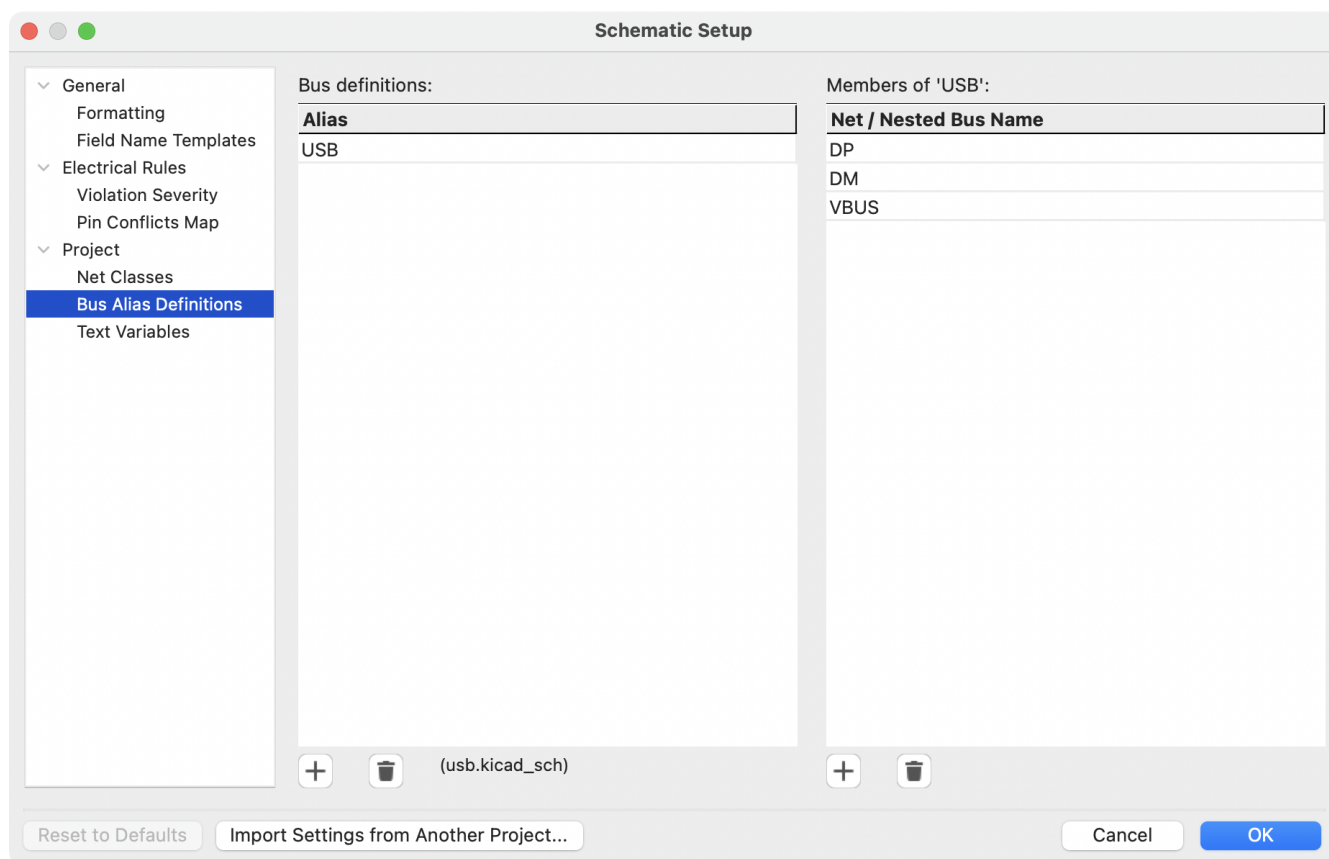 Schematic Setup
General
Formatting
Field Name Templates
Electrical Rules
Violation Severity
Pin Conflicts Map
Project
Net Classes
Bus Alias Definitions
Text Variables
Bus definitions:
Alias
USB
(usb.kicad_sch)
Members of 'USB':
Net / Nested Bus Name
DP
DM
VBUS
Reset to Defaults
Import Settings from Another Project...
Cancel
OK